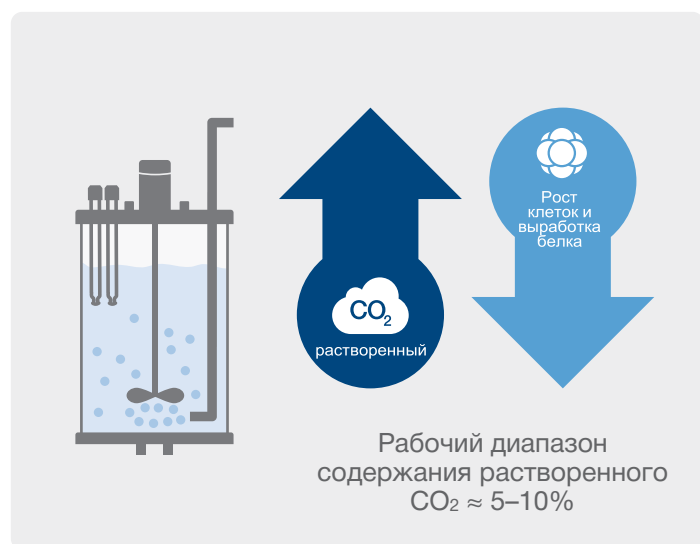 Рост
клеток и
выработка
белка
CO₂
растворенный
Рабочий диапазон
содержания растворенного
CO₂ ≈ 5–10%